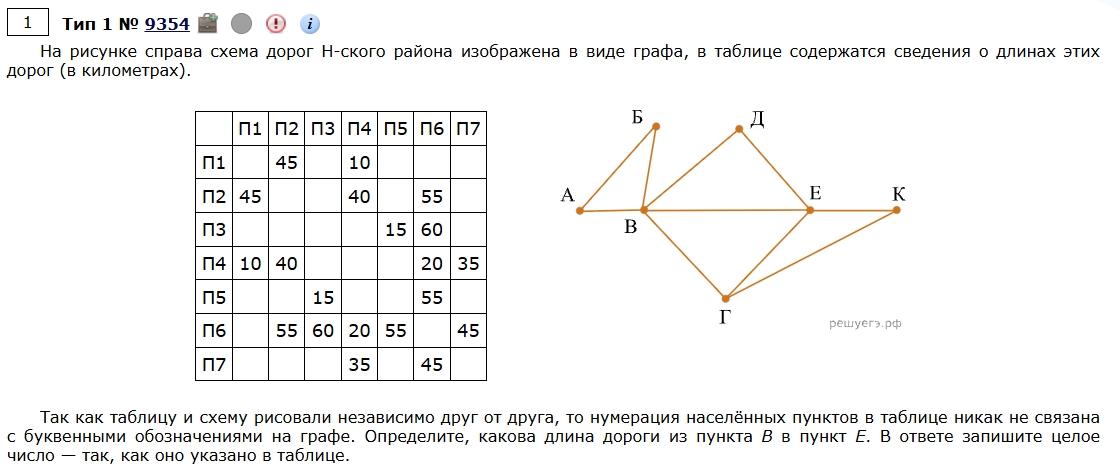 1 Тип 1 № 9354
На рисунке справа схема дорог Н-ского района изображена в виде графа, в таблице содержатся сведения о длинах этих
дорог (в километрах).
П1 П2 П3 П4 П5 П6 П7
П1 45 10
П2 45 40 55
П3 15 60
П4 10 40 20 35
П5 15 55
П6 55 60 20 55 45
П7 35 45
Б Д
А В Е К
Г
решуегэ.рф
Так как таблицу и схему рисовали независимо друг от друга, то нумерация населённых пунктов в таблице никак не связана
с буквенными обозначениями на графе. Определите, какова длина дороги из пункта В в пункт Е. В ответе запишите целое
число — так, как оно указано в таблице.